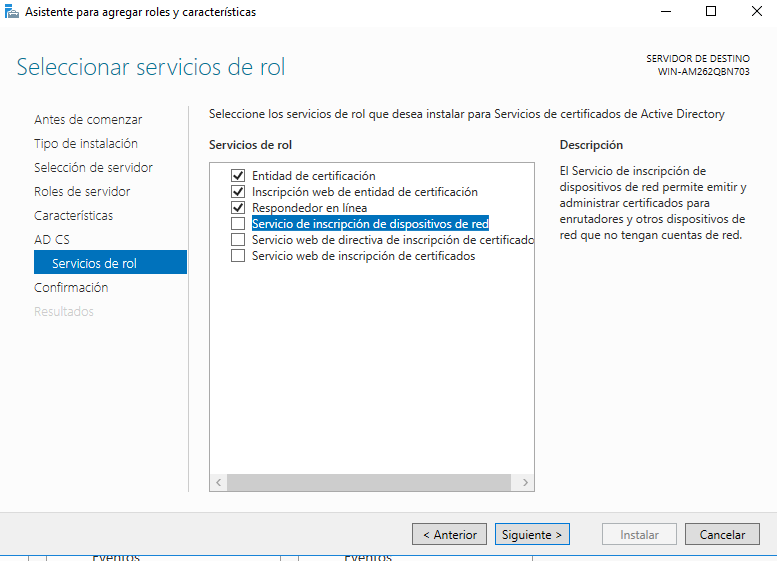 Asistente para agregar roles y características
Seleccionar servicios de rol
SERVIDOR DE DESTINO
WIN-AM262QBN703
Antes de comenzar
Tipo de instalación
Selección de servidor
Roles de servidor
Características
AD CS
Servicios de rol
Confirmación
Resultados
Seleccione los servicios de rol que desea instalar para Servicios de certificados de Active Directory
Servicios de rol
Entidad de certificación
Inscripción web de entidad de certificación
Respondedor en línea
Servicio de inscripción de dispositivos de red
Servicio web de directiva de inscripción de certificado
Servicio web de inscripción de certificados
Descripción
El Servicio de inscripción de
dispositivos de red permite emitir y
administrar certificados para
enrutadores y otros dispositivos de
red que no tengan cuentas de red.
< Anterior
Siguiente >
Instalar
Cancelar
Eventos
Eventos